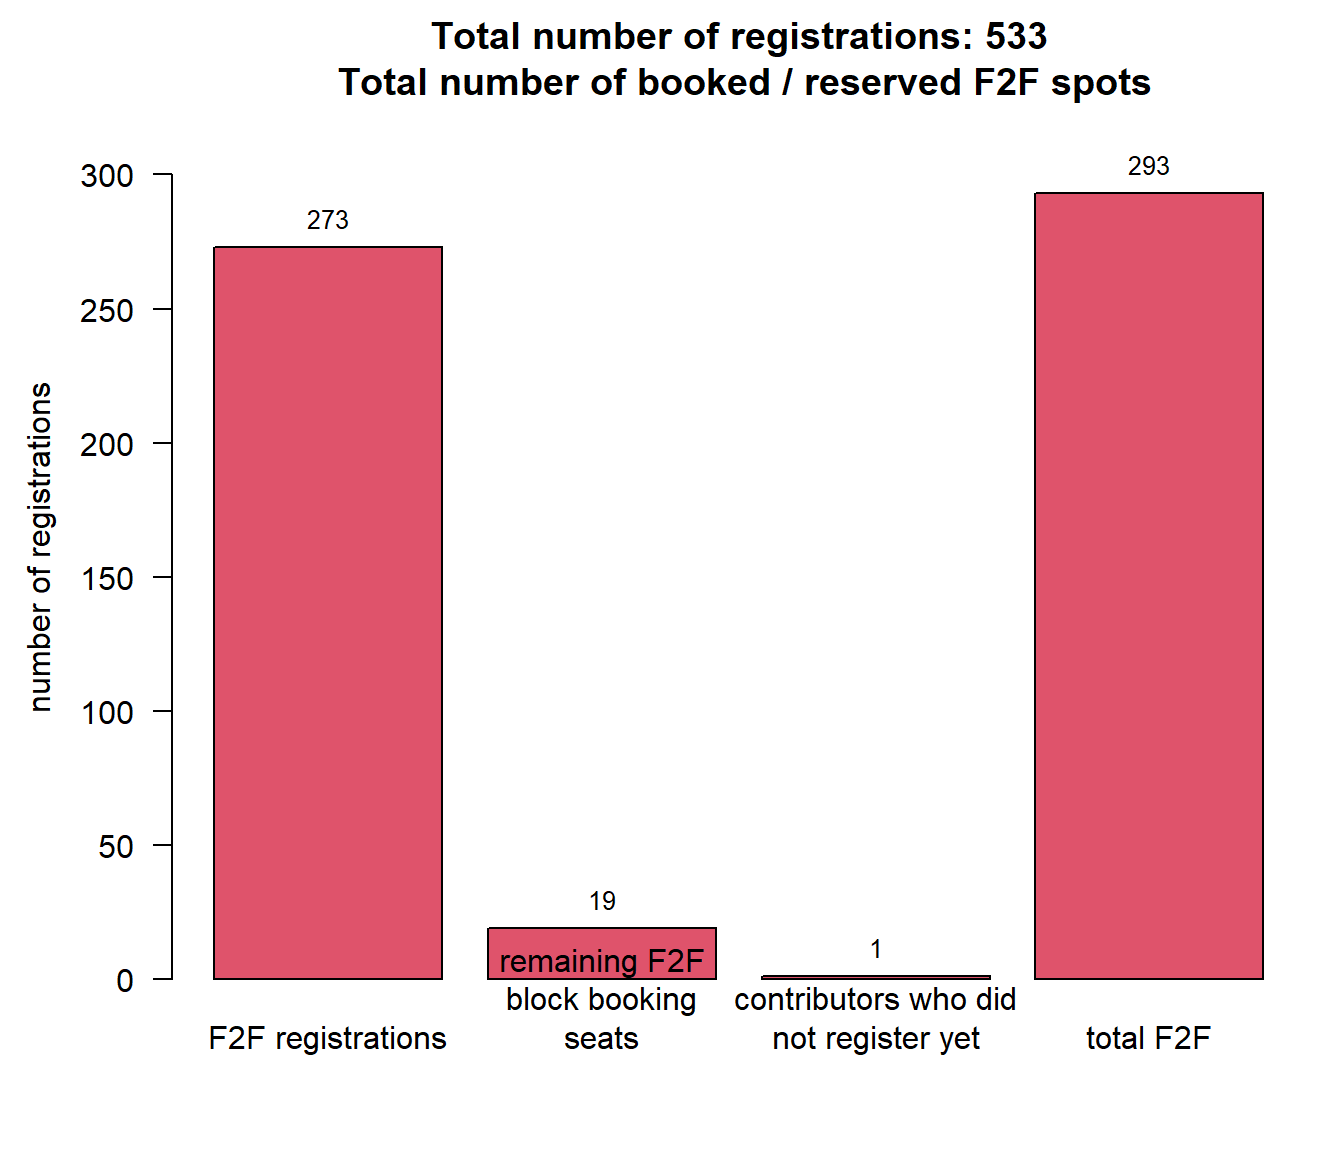 Total number of registrations: 533
Total number of booked / reserved F2F spots
number of registrations
300
250
200
150
100
50
0
273
19
1
293
F2F registrations
remaining F2F
block booking
seats
contributors who did
not register yet
total F2F